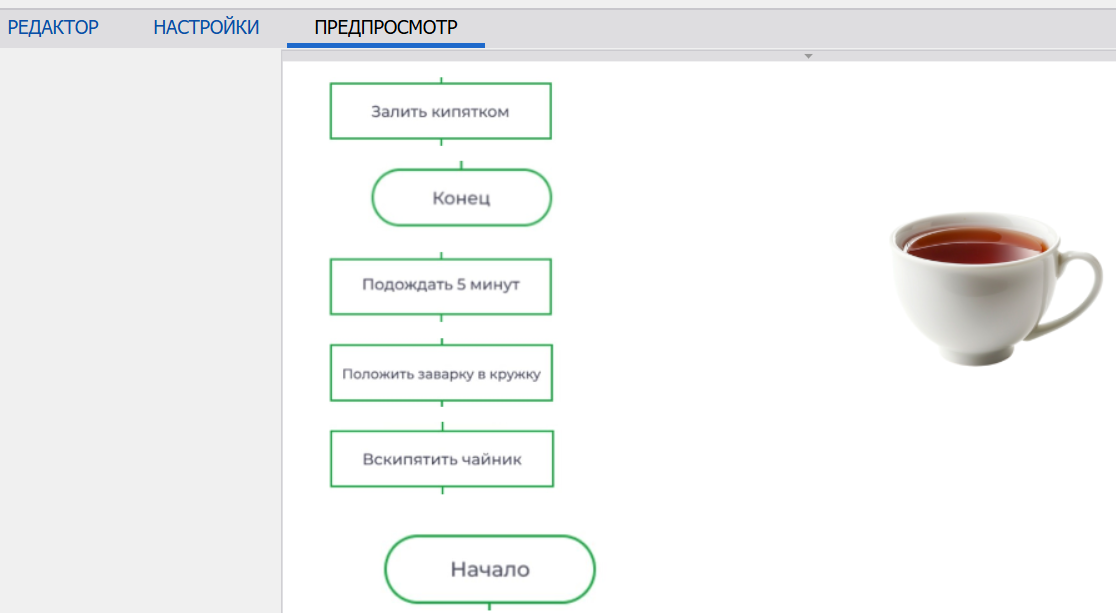 РЕДАКТОР НАСТРОЙКИ ПРЕДПРОСМОТР
Залить кипятком
Конец
Подождать 5 минут
Положить заварку в кружку
Вскипятить чайник
Начало